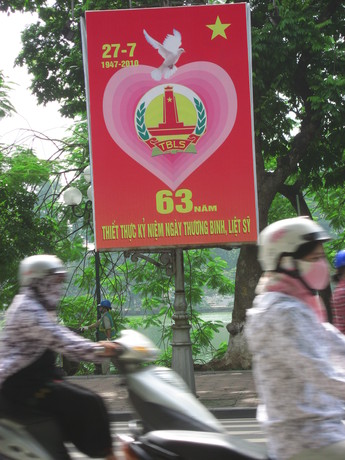 27-7
1947-2010
TBLS
63 NĂM
THIẾT THỰC KỶ NIỆM NGÀY THƯƠNG BINH, LIỆT SỸ